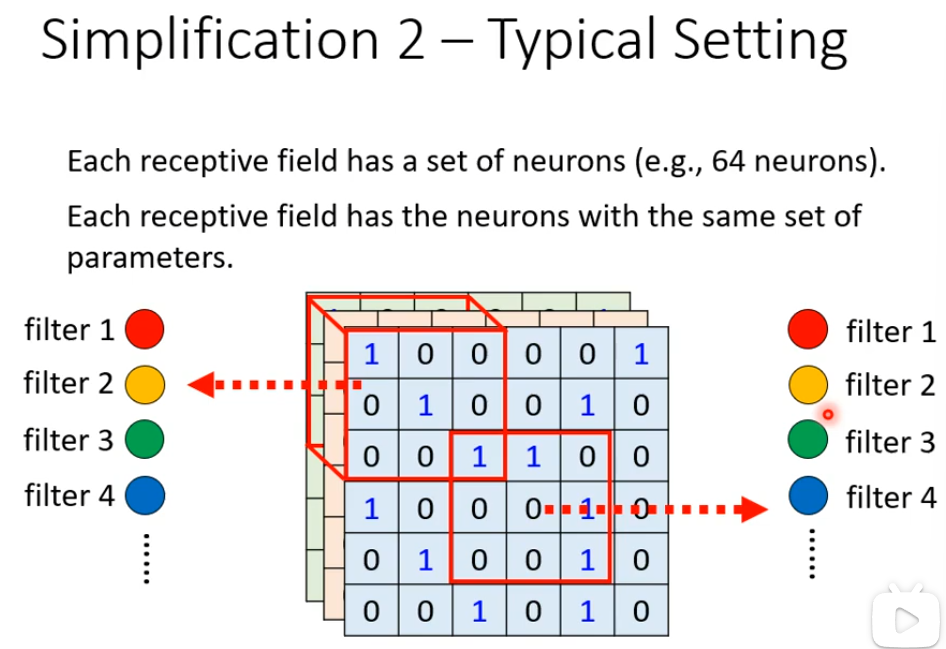 Simplification 2 – Typical Setting
Each receptive field has a set of neurons (e.g., 64 neurons).
Each receptive field has the neurons with the same set of
parameters.
filter 1
filter 2
filter 3
filter 4
1 0 0 0 0 1
0 1 0 0 1 0
0 0 1 1 0 0
1 0 0 0 1 0
0 1 0 0 1 0
0 0 1 0 1 0
filter 1
filter 2
filter 3
filter 4